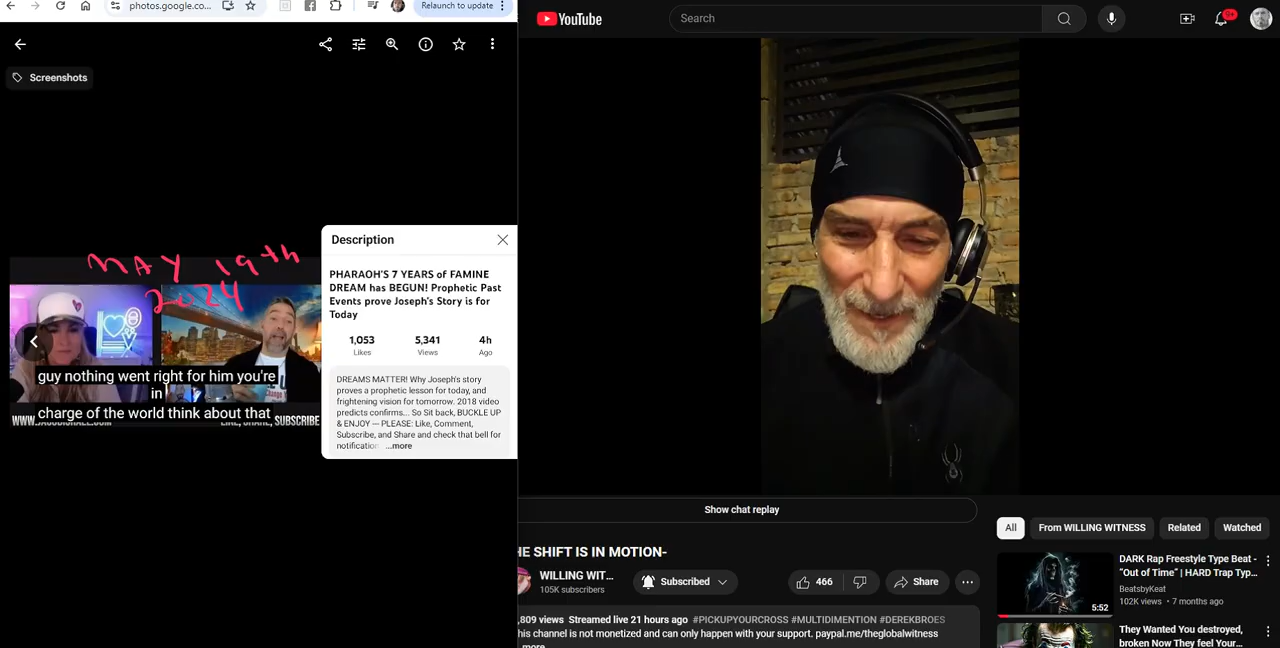 photos.google.co...
Relaunch to update
Screenshots
MAY 19th
2024
guy nothing went right for him you're
in
charge of the world think about that
LIKE, SHARE, SUBSCRIBE
Description
PHARAOH'S 7 YEARS of FAMINE
DREAM has BEGUN! Prophetic Past
Events prove Joseph's Story is for
Today
1,053 5,341 4h
Likes Views Ago
DREAMS MATTER! Why Joseph's story
proves a prophetic lesson for today, and
frightening vision for tomorrow. 2018 video
predicts confirms... So Sit back, BUCKLE UP
& ENJOY — PLEASE: Like, Comment,
Subscribe, and Share and check that bell for
notification ...more
YouTube
Search
9+
Show chat replay
HE SHIFT IS IN MOTION-
WILLING WIT...
105K subscribers
Subscribed
466
Share
,809 views Streamed live 21 hours ago #PICKUPYOURCROSS #MULTIDIMENTION #DEREKBROES
his channel is not monetized and can only happen with your support. paypal.me/theglobalwitness
...more
All
From WILLING WITNESS
Related
Watched
5:52
DARK Rap Freestyle Type Beat -
"Out of Time" | HARD Trap Typ...
BeatsbyKeat
102K views • 7 months ago
They Wanted You destroyed,
broken Now They feel Your...